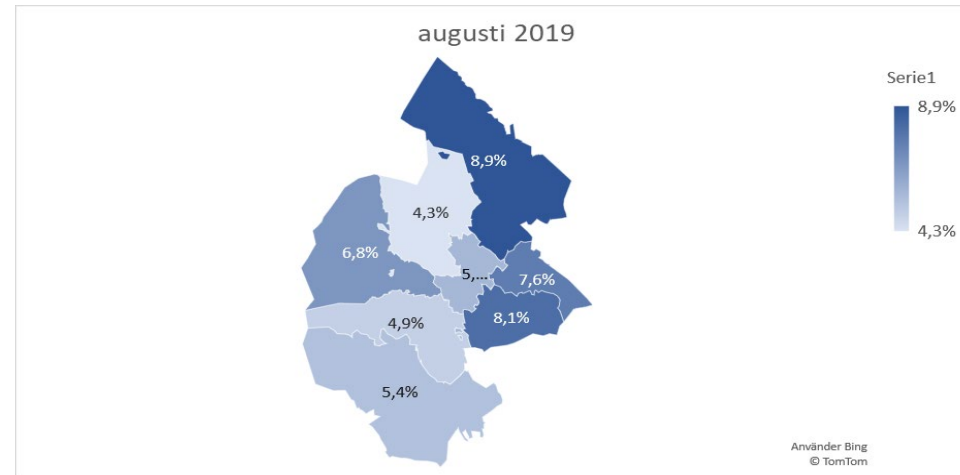 augusti 2019
Serie1
8,9%
4,3%
8,9%
4,3%
6,8%
5,...
7,6%
8,1%
4,9%
5,4%
Använder Bing
© TomTom